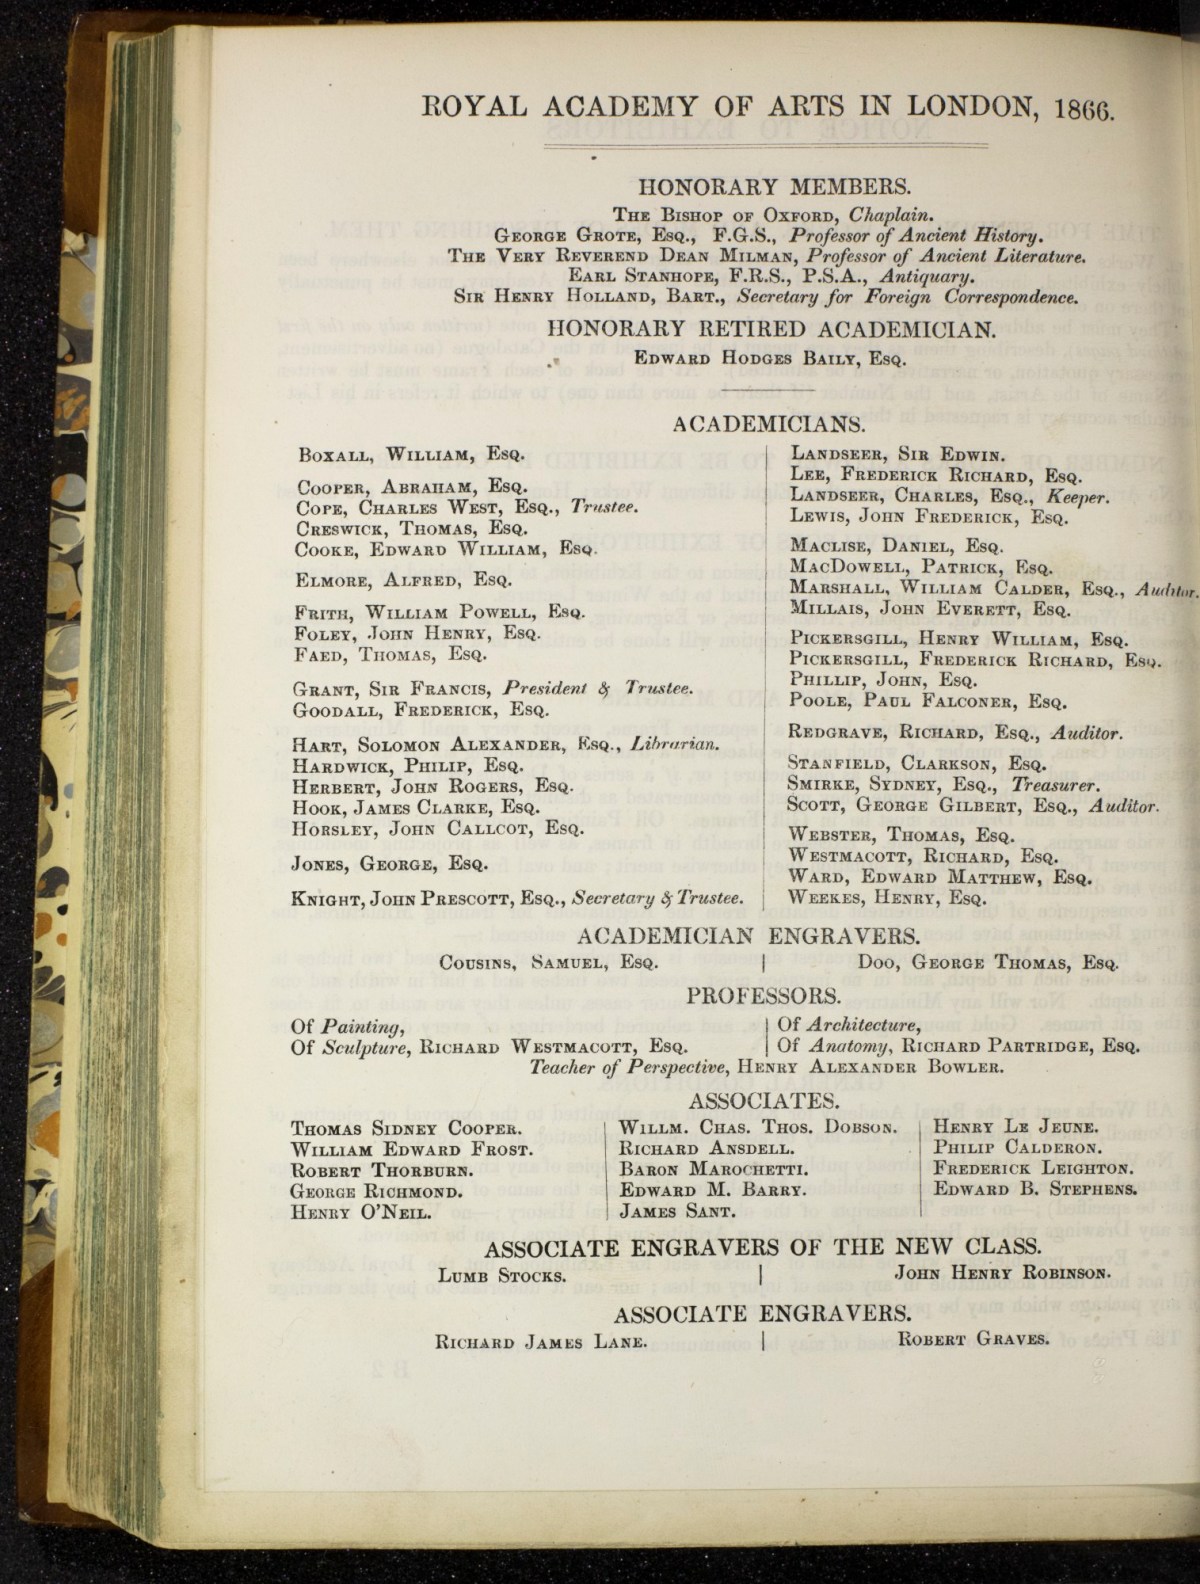 ROYAL ACADEMY OF ARTS IN LONDON, 1866.
HONORARY MEMBERS.
THE BISHOP OF OXFORD, Chaplain.
GEORGE GROTE, ESQ., F.G.S., Professor of Ancient History.
THE VERY REVEREND DEAN MILMAN, Professor of Ancient Literature.
EARL STANHOPE, F.R.S., P.S.A., Antiquary.
SIR HENRY HOLLAND, BART., Secretary for Foreign Correspondence.
HONORARY RETIRED ACADEMICIAN.
EDWARD HODGES BAILY, ESQ.
ACADEMICIANS.
BOXALL, WILLIAM, ESQ.
COOPER, ABRAHAM, ESQ.
COPE, CHARLES WEST, ESQ., Trustee.
CRESWICK, THOMAS, ESQ.
COOKE, EDWARD WILLIAM, ESQ.
ELMORE, ALFRED, ESQ.
FRITH, WILLIAM POWELL, ESQ.
FOLEY, JOHN HENRY, ESQ.
FAED, THOMAS, ESQ.
GRANT, SIR FRANCIS, President & Trustee.
GOODALL, FREDERICK, ESQ.
HART, SOLOMON ALEXANDER, ESQ., Librarian.
HARDWICK, PHILIP, ESQ.
HERBERT, JOHN ROGERS, ESQ.
HOOK, JAMES CLARKE, ESQ.
HORSLEY, JOHN CALLCOT, ESQ.
JONES, GEORGE, ESQ.
KNIGHT, JOHN PRESCOTT, ESQ., Secretary & Trustee.
LANDSEER, SIR EDWIN.
LEE, FREDERICK RICHARD, ESQ.
LANDSEER, CHARLES, ESQ., Keeper.
LEWIS, JOHN FREDERICK, ESQ.
MACLISE, DANIEL, ESQ.
MACDOWELL, PATRICK, ESQ.
MARSHALL, WILLIAM CALDER, ESQ., Auditor.
MILLAIS, JOHN EVERETT, ESQ.
PICKERSGILL, HENRY WILLIAM, ESQ.
PICKERSGILL, FREDERICK RICHARD, ESQ.
PHILLIP, JOHN, ESQ.
POOLE, PAUL FALCONER, ESQ.
REDGRAVE, RICHARD, ESQ., Auditor.
STANFIELD, CLARKSON, ESQ.
SMIRKE, SYDNEY, ESQ., Treasurer.
SCOTT, GEORGE GILBERT, ESQ., Auditor.
WEBSTER, THOMAS, ESQ.
WESTMACOTT, RICHARD, ESQ.
WARD, EDWARD MATTHEW, ESQ.
WEEKES, HENRY, ESQ.
ACADEMICIAN ENGRAVERS.
COUSINS, SAMUEL, ESQ.
DOO, GEORGE THOMAS, ESQ.
PROFESSORS.
Of Painting,
Of Sculpture, RICHARD WESTMACOTT, ESQ.
Of Architecture,
Of Anatomy, RICHARD PARTRIDGE, ESQ.
Teacher of Perspective, HENRY ALEXANDER BOWLER.
ASSOCIATES.
THOMAS SIDNEY COOPER.
WILLIAM EDWARD FROST.
ROBERT THORBURN.
GEORGE RICHMOND.
HENRY O'NEIL.
WILLM. CHAS. THOS. DOBSON.
RICHARD ANSDELL.
BARON MAROCHETTI.
EDWARD M. BARRY.
JAMES SANT.
HENRY LE JEUNE.
PHILIP CALDERON.
FREDERICK LEIGHTON.
EDWARD B. STEPHENS.
ASSOCIATE ENGRAVERS OF THE NEW CLASS.
LUMB STOCKS.
JOHN HENRY ROBINSON.
ASSOCIATE ENGRAVERS.
RICHARD JAMES LANE.
ROBERT GRAVES.